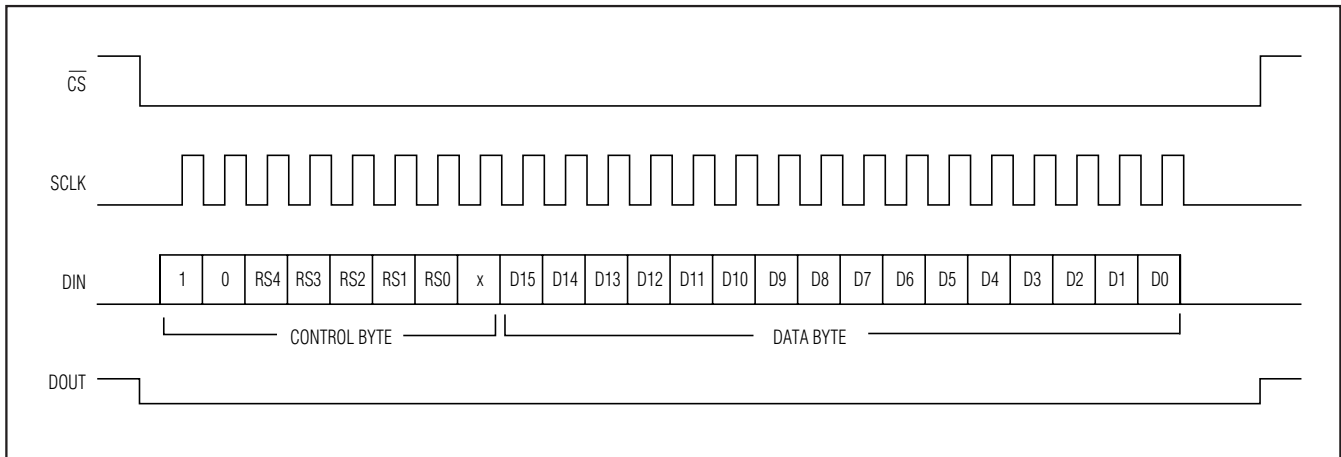 CS
SCLK
DIN 1 0 RS4 RS3 RS2 RS1 RS0 x D15 D14 D13 D12 D11 D10 D9 D8 D7 D6 D5 D4 D3 D2 D1 D0
CONTROL BYTE DATA BYTE
DOUT